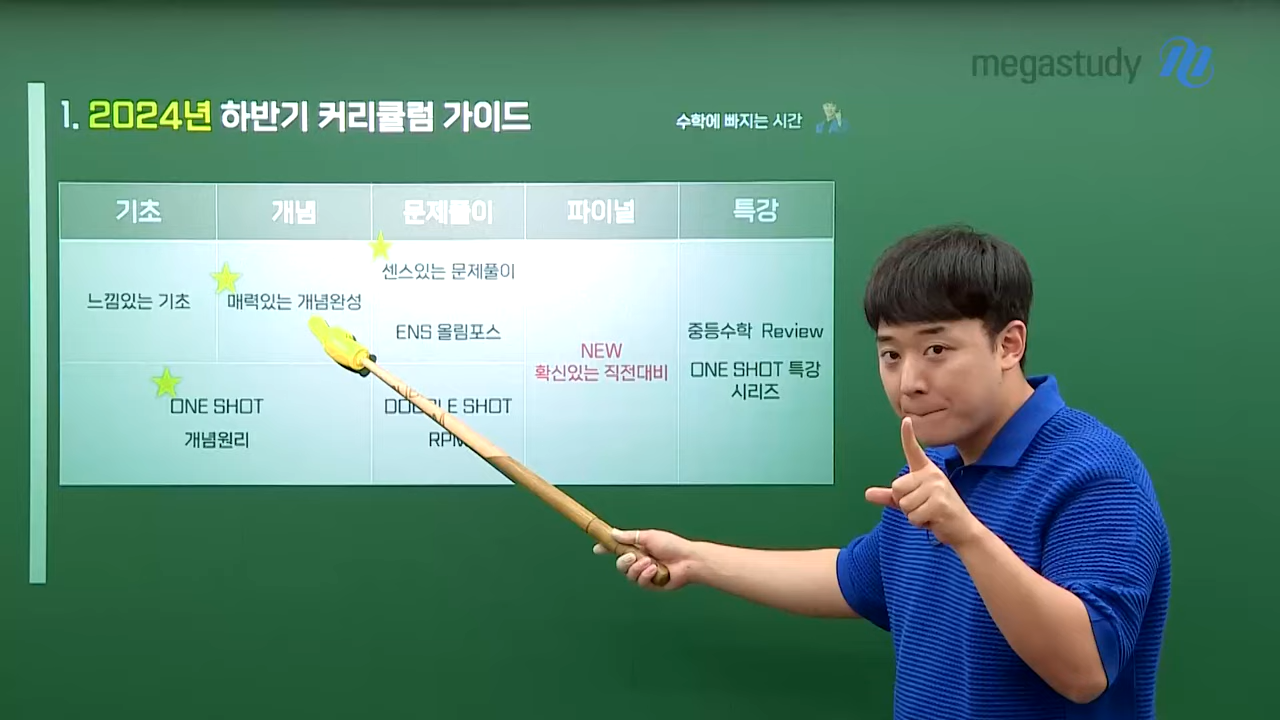 megastudy
1. 2024년 하반기 커리큘럼 가이드
수학에 빠지는 시간
기초 개념 문제풀이 파이널 특강
느낌있는 기초
매력있는 개념완성
센스있는 문제풀이
ENS 올림포스
ONE SHOT
개념원리
SHOT
NEW
확신있는 직전대비
중등수학 Review
ONE SHOT 특강
시리즈